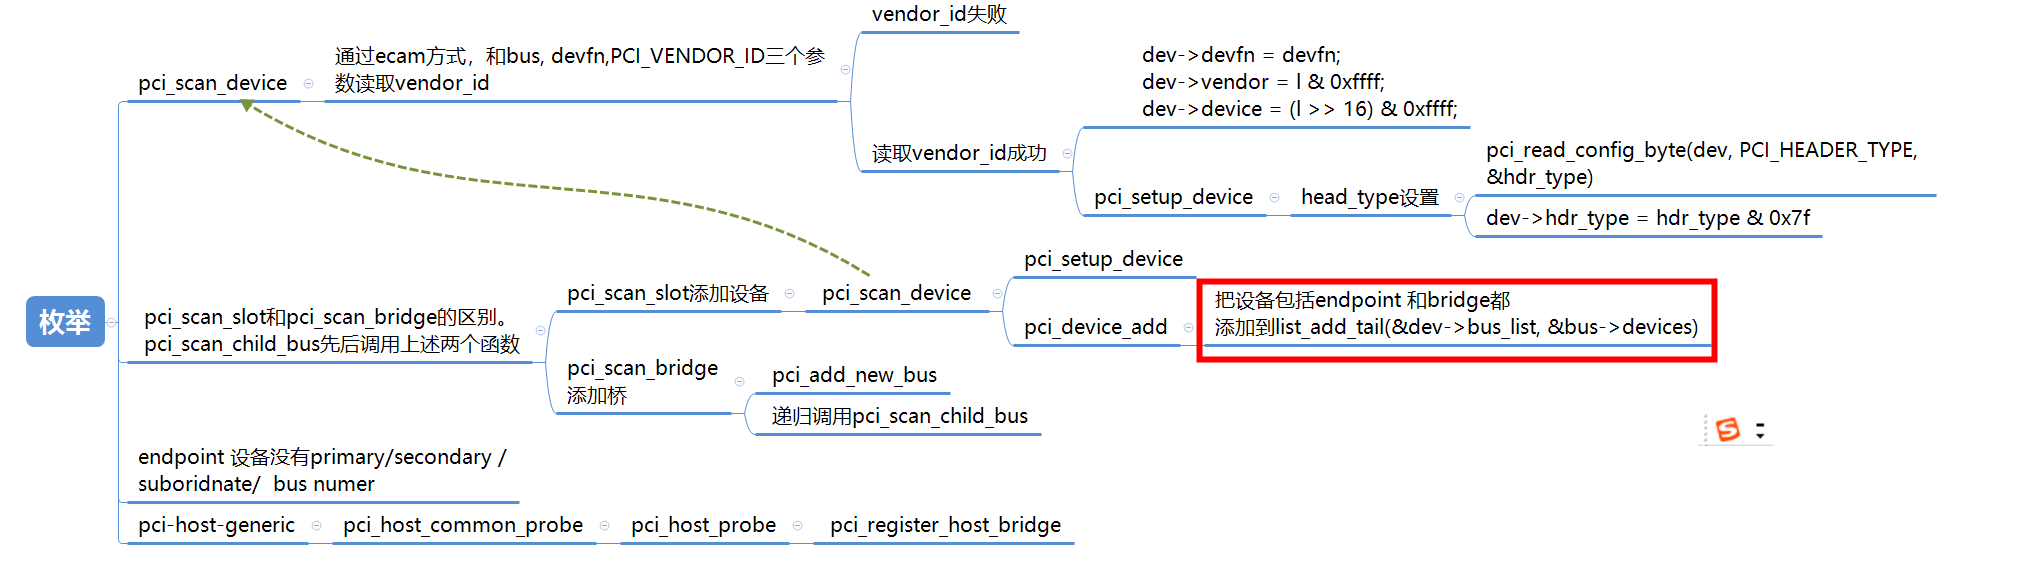 枚举
pci_scan_device
通过ecam方式，和bus, devfn,PCI_VENDOR_ID三个参
数读取vendor_id
vendor_id失败
读取vendor_id成功
dev->devfn = devfn;
dev->vendor = l & 0xffff;
dev->device = (l >> 16) & 0xffff;
pci_setup_device
head_type设置
pci_read_config_byte(dev, PCI_HEADER_TYPE,
&hdr_type)
dev->hdr_type = hdr_type & 0x7f
pci_scan_slot和pci_scan_bridge的区别。
pci_scan_child_bus先后调用上述两个函数
pci_scan_slot添加设备
pci_scan_device
pci_setup_device
pci_device_add
把设备包括endpoint 和bridge都
添加到list_add_tail(&dev->bus_list, &bus->devices)
pci_scan_bridge
添加桥
pci_add_new_bus
递归调用pci_scan_child_bus
endpoint 设备没有primary/secondary /
suboridnate/  bus numer
pci-host-generic
pci_host_common_probe
pci_host_probe
pci_register_host_bridge